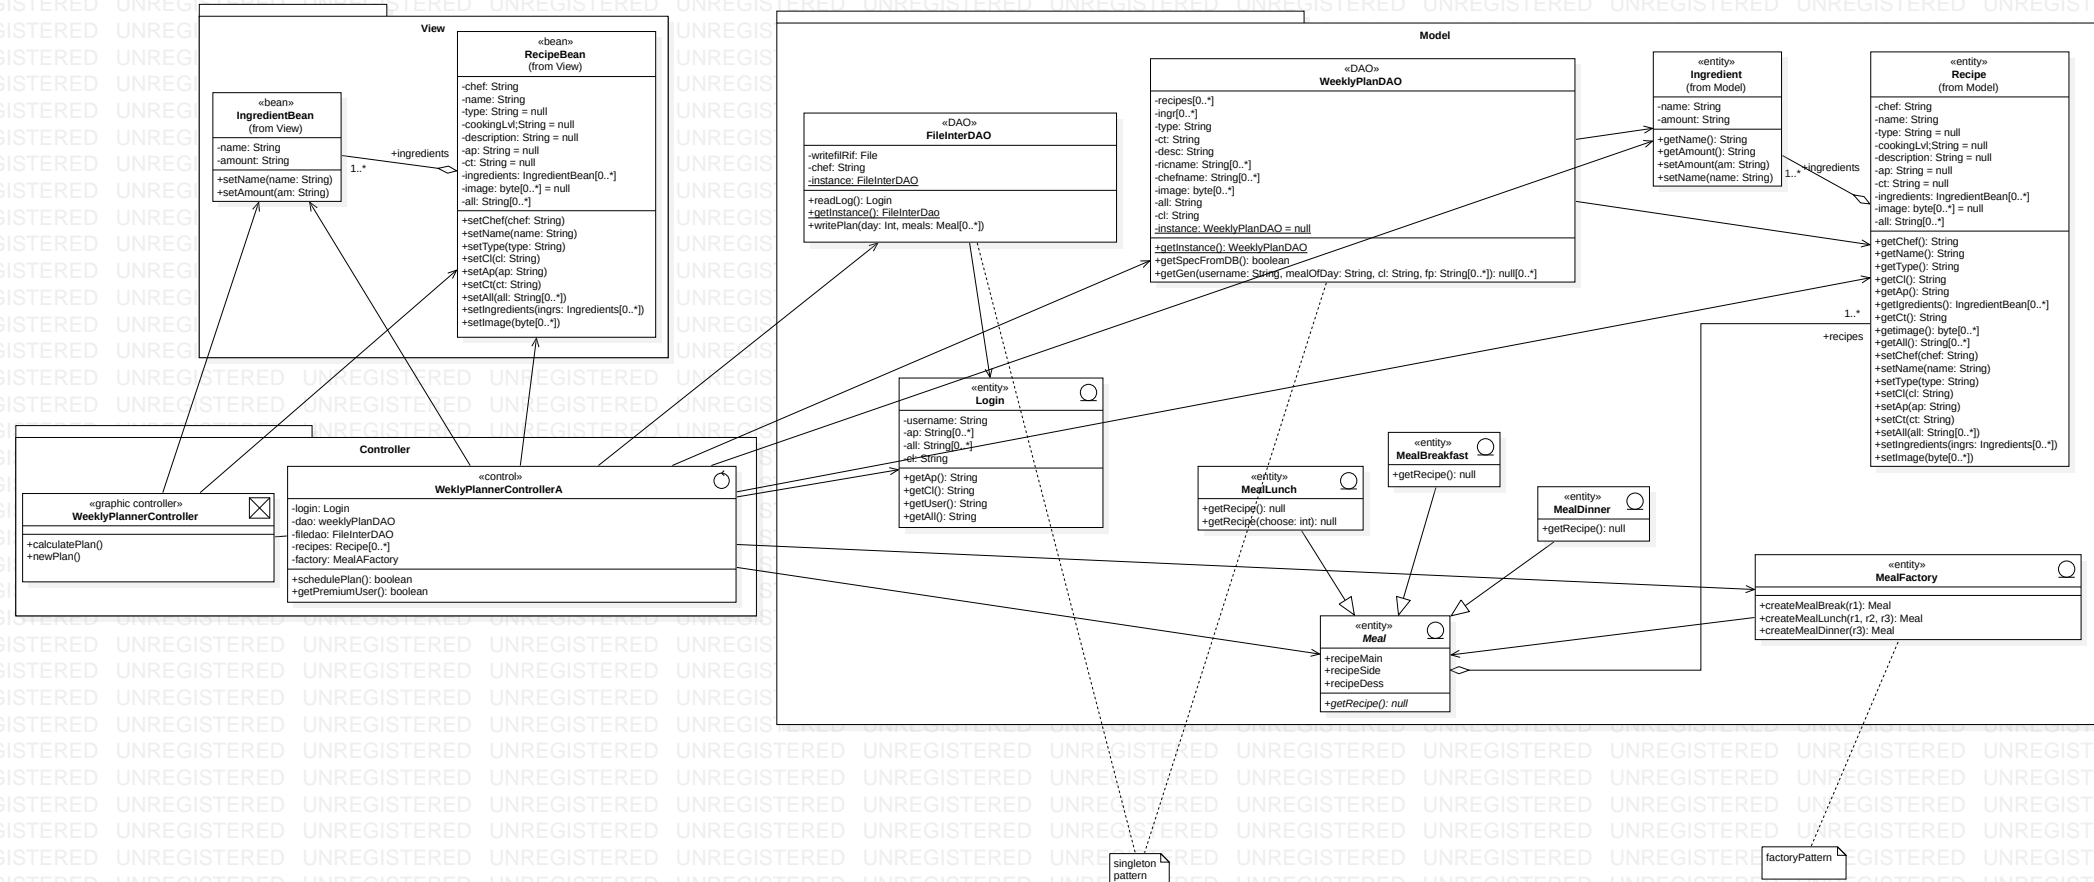 View
«bean»
RecipeBean
(from View)
-chef: String
-name: String
-type: String = null
-cookingLvl;String = null
-description: String = null
-ap: String = null
-ct: String = null
-ingredients: IngredientBean[0..*]
-image: byte[0..*] = null
-all: String[0..*]
+setChef(chef: String)
+setName(name: String)
+setType(type: String)
+setCl(cl: String)
+setAp(ap: String)
+setCt(ct: String)
+setAll(all: String[0..*])
+setIngredients(ingrs: Ingredients[0..*])
+setImage(byte[0..*])
«bean»
IngredientBean
(from View)
-name: String
-amount: String
+setName(name: String)
+setAmount(am: String)
+ingredients
1..*
Controller
«graphic controller»
WeeklyPlannerController
+calculatePlan()
+newPlan()
«control»
WeklyPlannerControllerA
-login: Login
-dao: weeklyPlanDAO
-filedao: FileInterDAO
-recipes: Recipe[0..*]
-factory: MealAFactory
+schedulePlan(): boolean
+getPremiumUser(): boolean
Model
«DAO»
FileInterDAO
-writefilRif: File
-chef: String
-instance: FileInterDAO
+readLog(): Login
+getInstance(): FileInterDao
+writePlan(day: Int, meals: Meal[0..*])
«DAO»
WeeklyPlanDAO
-recipes[0..*]
-ingr[0..*]
-type: String
-ct: String
-desc: String
-ricname: String[0..*]
-chefname: String[0..*]
-image: byte[0..*]
-all: String
-cl: String
-instance: WeeklyPlanDAO = null
+getInstance(): WeeklyPlanDAO
+getSpecFromDB(): boolean
+getGen(username: String, mealOfDay: String, cl: String, fp: String[0..*]): null[0..*]
«entity»
Ingredient
(from Model)
-name: String
-amount: String
+getName(): String
+getAmount(): String
+setAmount(am: String)
+setName(name: String)
1..*
+ingredients
«entity»
Recipe
(from Model)
-chef: String
-name: String
-type: String = null
-cookingLvl;String = null
-description: String = null
-ap: String = null
-ct: String = null
-ingredients: IngredientBean[0..*]
-image: byte[0..*] = null
-all: String[0..*]
+getChef(): String
+getName(): String
+getType(): String
+getCl(): String
+getAp(): String
+getIgredients(): IngredientBean[0..*]
+getCt(): String
+getimage(): byte[0..*]
+getAll(): String[0..*]
+setChef(chef: String)
+setName(name: String)
+setType(type: String)
+setCl(cl: String)
+setAp(ap: String)
+setCt(ct: String)
+setAll(all: String[0..*])
+setIngredients(ingrs: Ingredients[0..*])
+setImage(byte[0..*])
1..*
+recipes
«entity»
Login
-username: String
-ap: String[0..*]
-all: String[0..*]
-cl: String
+getAp(): String
+getCl(): String
+getUser(): String
+getAll(): String
«entity»
MealLunch
+getRecipe(): null
+getRecipe(choose: int): null
«entity»
MealBreakfast
+getRecipe(): null
«entity»
MealDinner
+getRecipe(): null
«entity»
Meal
+recipeMain
+recipeSide
+recipeDess
+getRecipe(): null
«entity»
MealFactory
+createMealBreak(r1): Meal
+createMealLunch(r1, r2, r3): Meal
+createMealDinner(r3): Meal
singleton
pattern
factoryPattern
UNREGISTERED